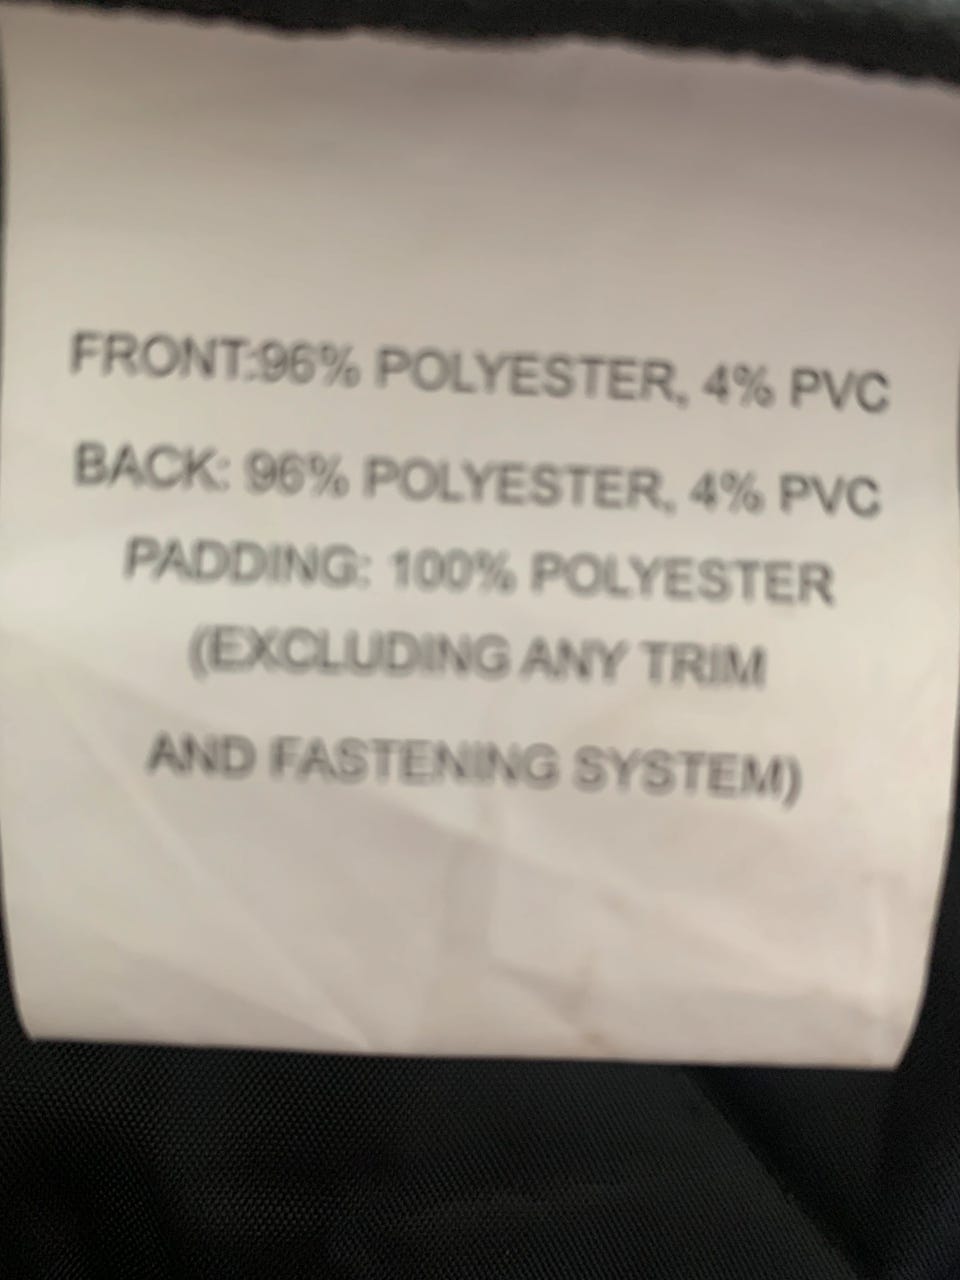 FRONT:96% POLYESTER, 4% PVC
BACK: 96% POLYESTER, 4% PVC
PADDING: 100% POLYESTER
(EXCLUDING ANY TRIM
AND FASTENING SYSTEM)